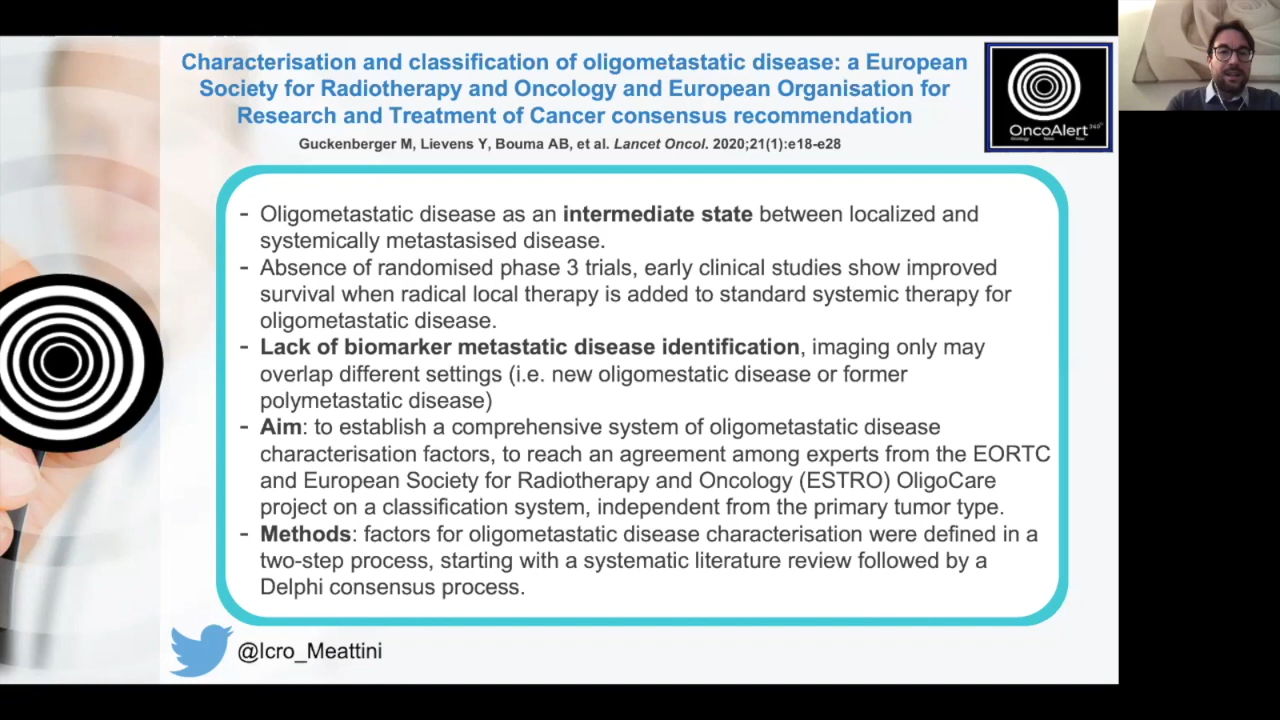 Characterisation and classification of oligometastatic disease: a European
Society for Radiotherapy and Oncology and European Organisation for
Research and Treatment of Cancer consensus recommendation
Guckenberger M, Lievens Y, Bouma AB, et al. Lancet Oncol. 2020;21(1):e18-e28
OncoAlert
- Oligometastatic disease as an intermediate state between localized and
systemically metastasised disease.
- Absence of randomised phase 3 trials, early clinical studies show improved
survival when radical local therapy is added to standard systemic therapy for
oligometastatic disease.
- Lack of biomarker metastatic disease identification, imaging only may
overlap different settings (i.e. new oligomestatic disease or former
polymetastatic disease)
- Aim: to establish a comprehensive system of oligometastatic disease
characterisation factors, to reach an agreement among experts from the EORTC
and European Society for Radiotherapy and Oncology (ESTRO) OligoCare
project on a classification system, independent from the primary tumor type.
- Methods: factors for oligometastatic disease characterisation were defined in a
two-step process, starting with a systematic literature review followed by a
Delphi consensus process.
@Icro_Meattini